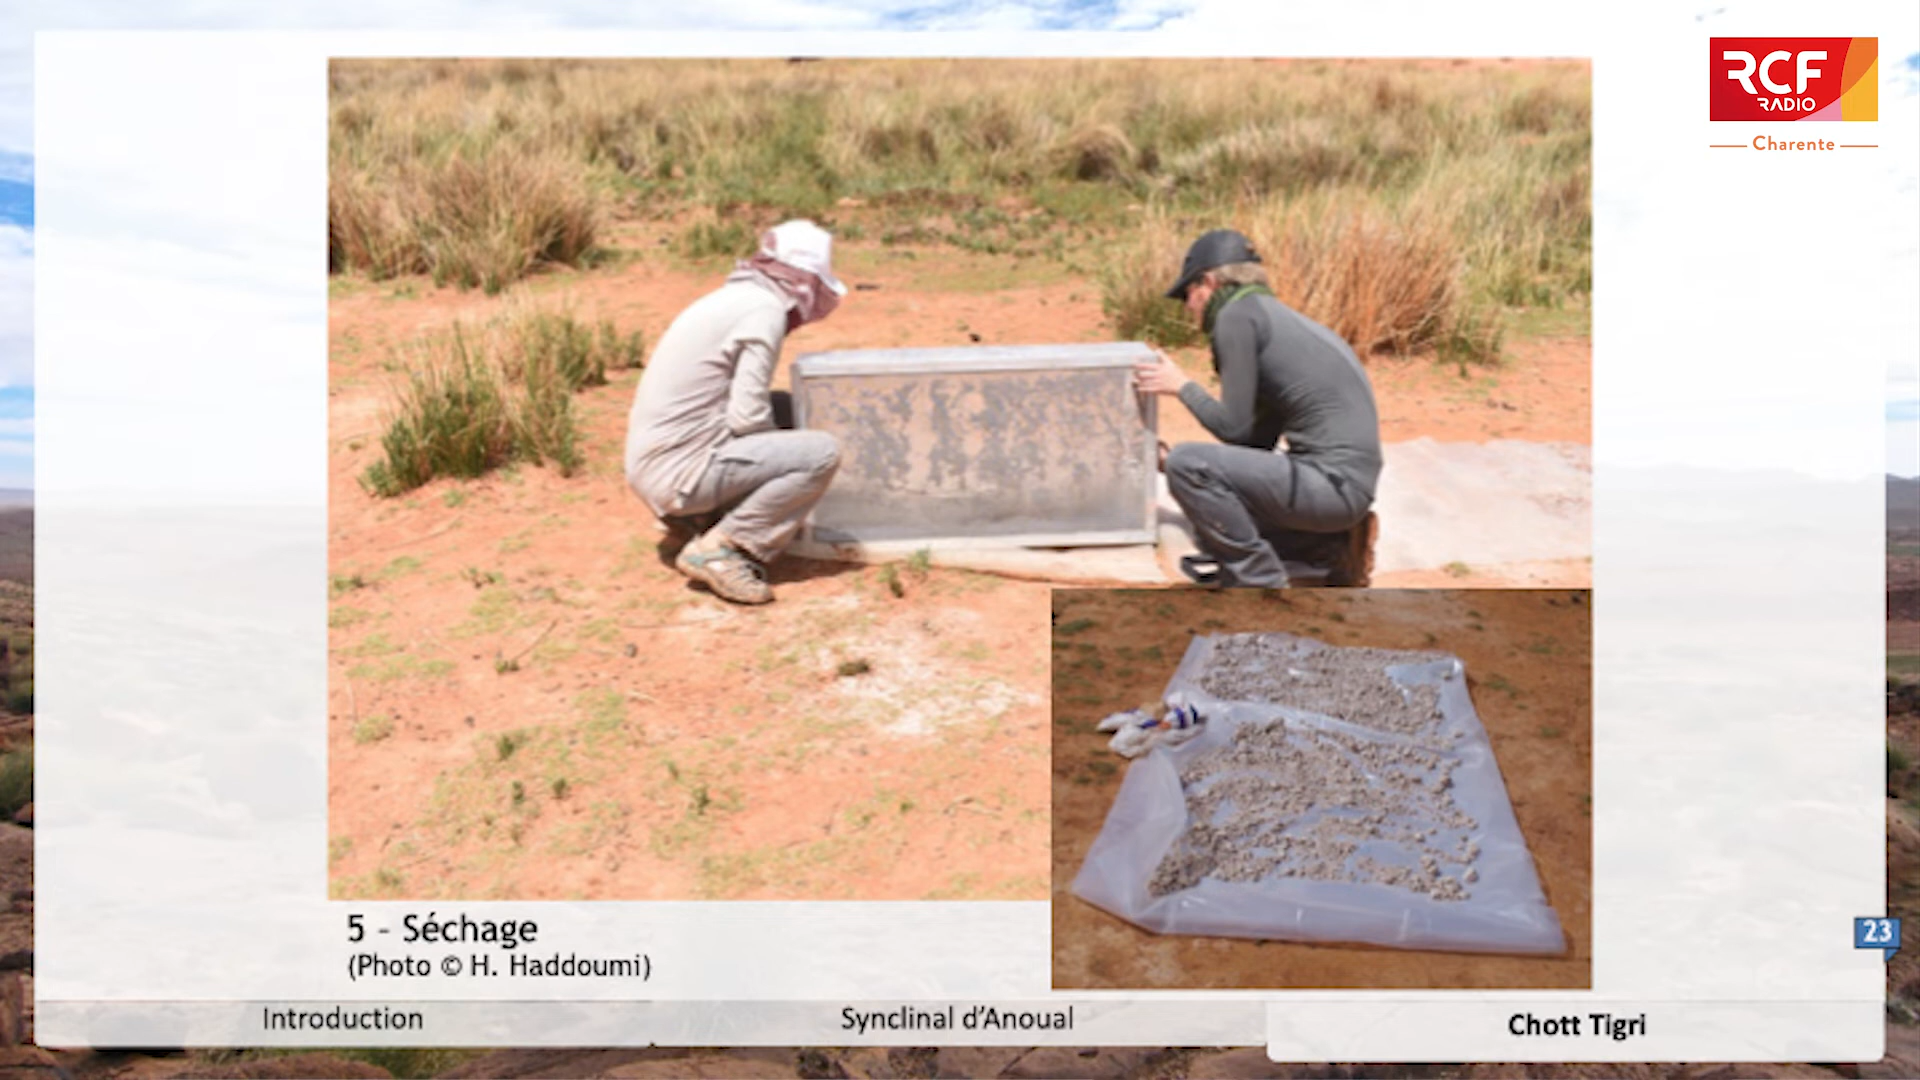 RCF
RADIO
Charente
5 - Séchage
(Photo © H. Haddoumi)
23
Introduction
Synclinal d'Anoual
Chott Tigri